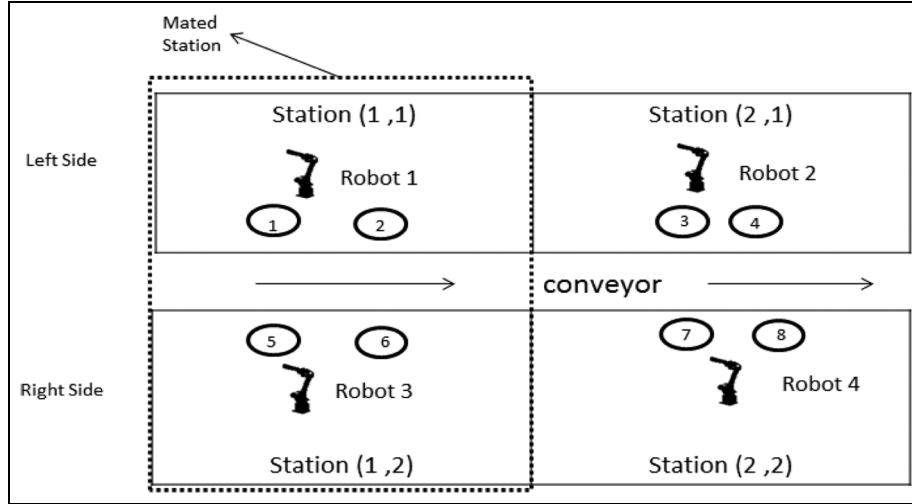 Mated
Station
Station (1 ,1)
Station (2 ,1)
Left Side
Robot 1
Robot 2
1
2
3
4
conveyor
5
6
7
8
Right Side
Robot 3
Robot 4
Station (1 ,2)
Station (2 ,2)